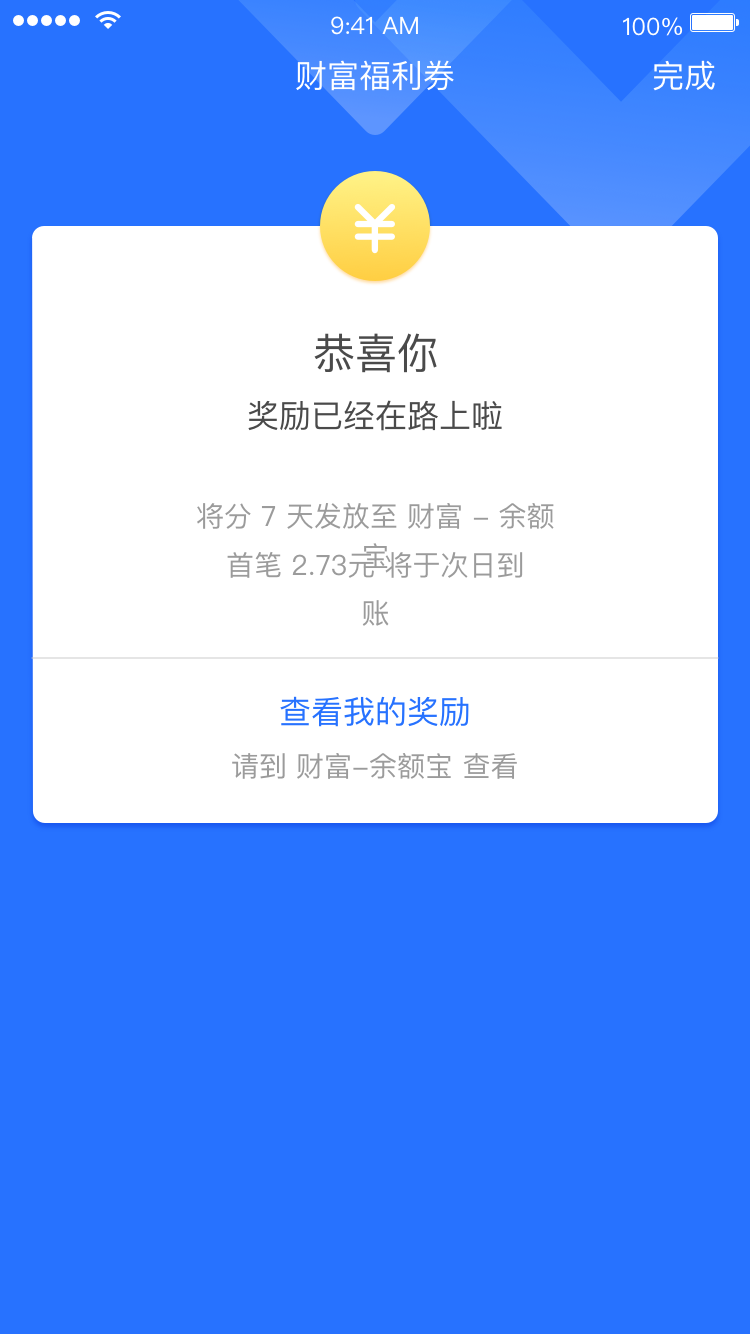 9:41 AM
100%
财富福利券
完成
¥
恭喜你
奖励已经在路上啦
将分 7 天发放至 财富 – 余额
宝
首笔 2.73元 将于次日到
账
查看我的奖励
请到 财富–余额宝 查看